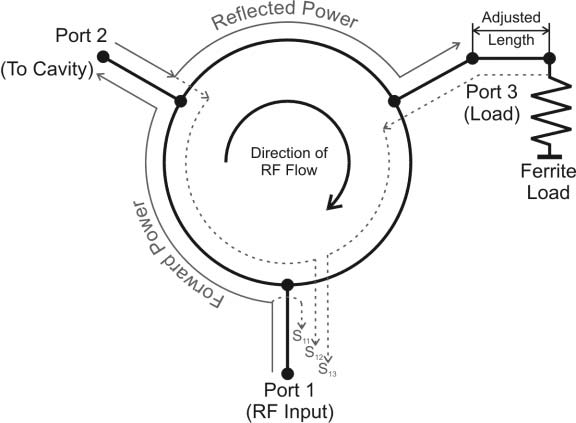 Reflected Power
Adjusted
Length
Port 2
(To Cavity)
Port 3
(Load)
Direction of
RF Flow
Ferrite
Load
Forward Power
S11
S12
S13
Port 1
(RF Input)